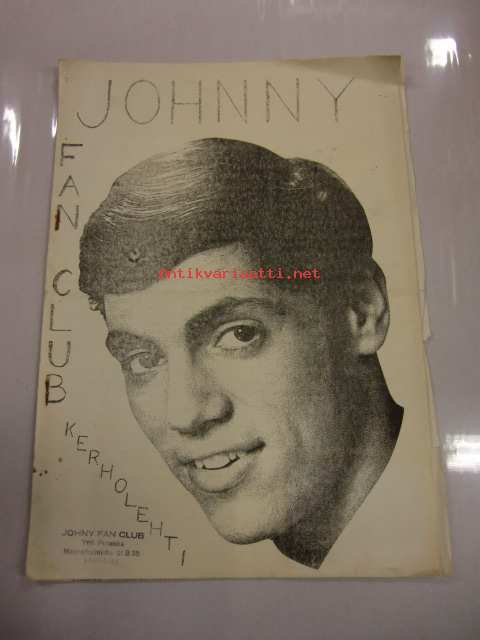 JOHNNY
FAN CLUB
KERHOLEHTI
Antikvariaatti.net
JOHNY FAN CLUB